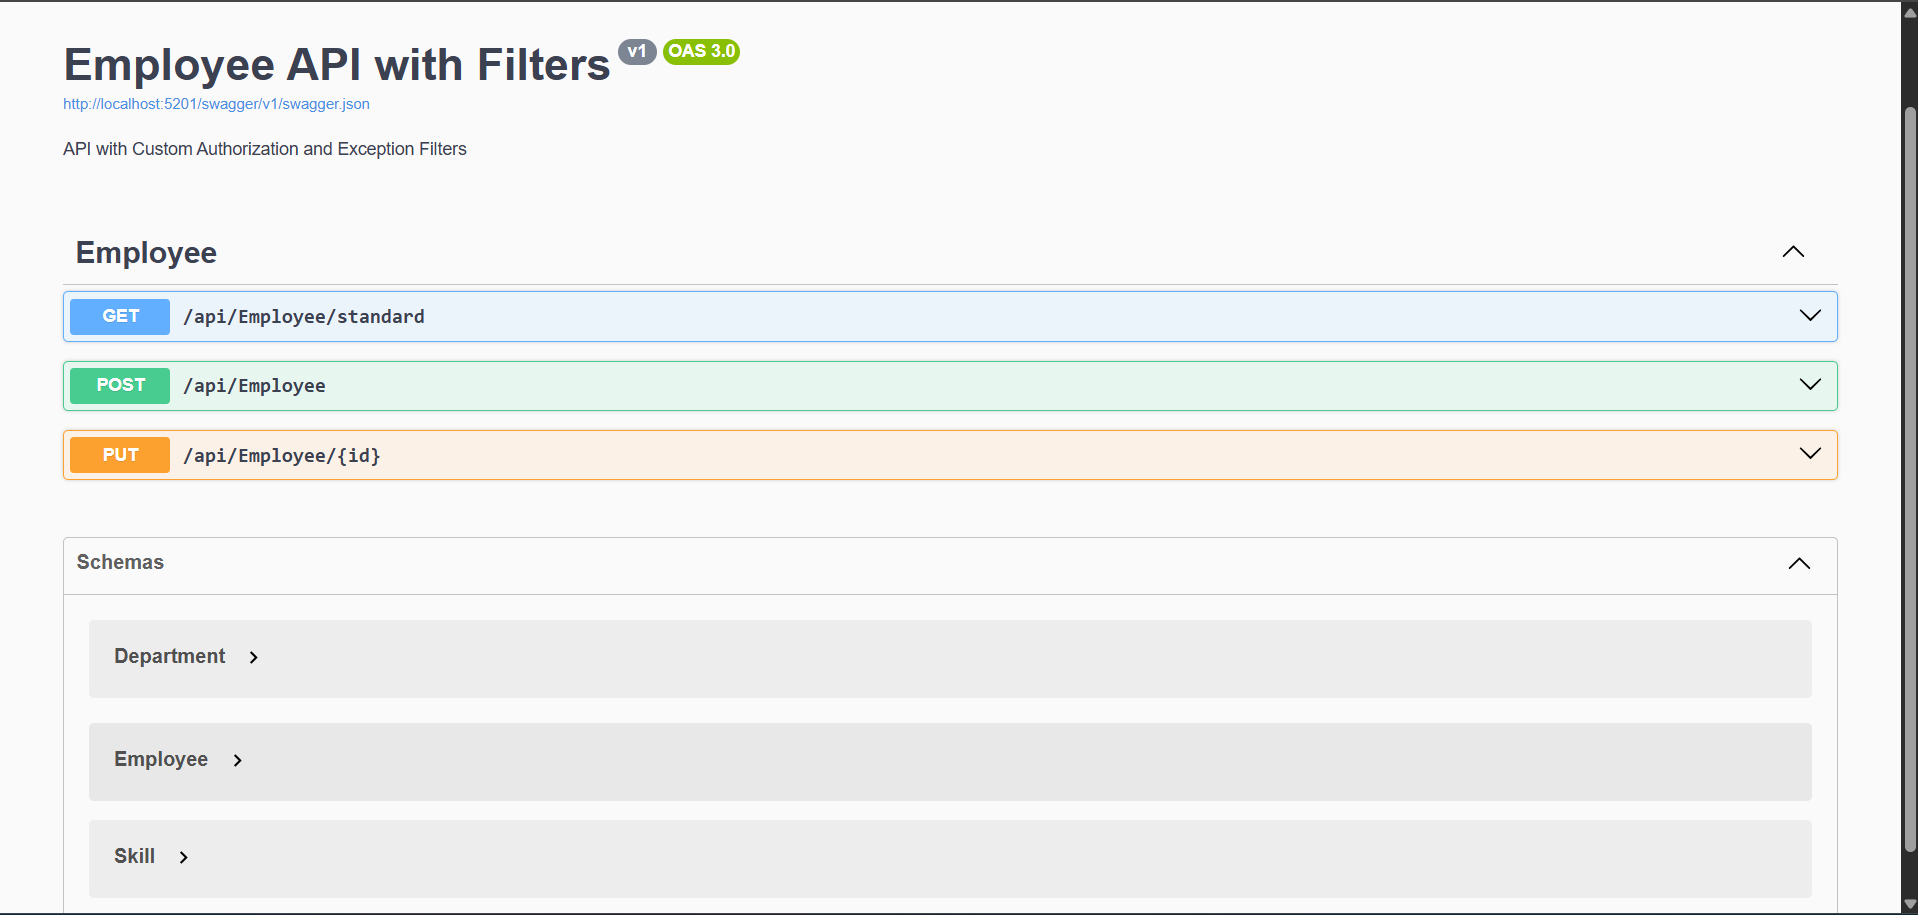 Employee API with Filters v1 OAS 3.0
http://localhost:5201/swagger/v1/swagger.json
API with Custom Authorization and Exception Filters
Employee
GET /api/Employee/standard
POST /api/Employee
PUT /api/Employee/{id}
Schemas
Department
Employee
Skill